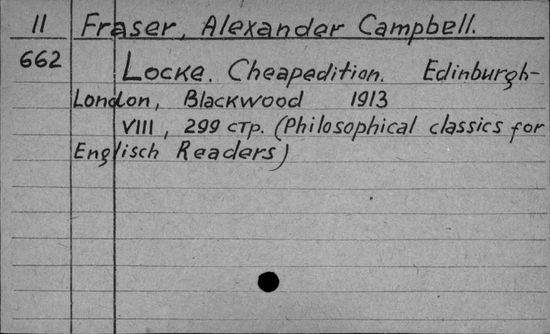 11 Fraser, Alexander Campbell.
662 Locke. Cheapedition. Edinburgh-
London, Blackwood 1913
VIII, 299 стр. (Philosophical classics for
Englisch Readers)